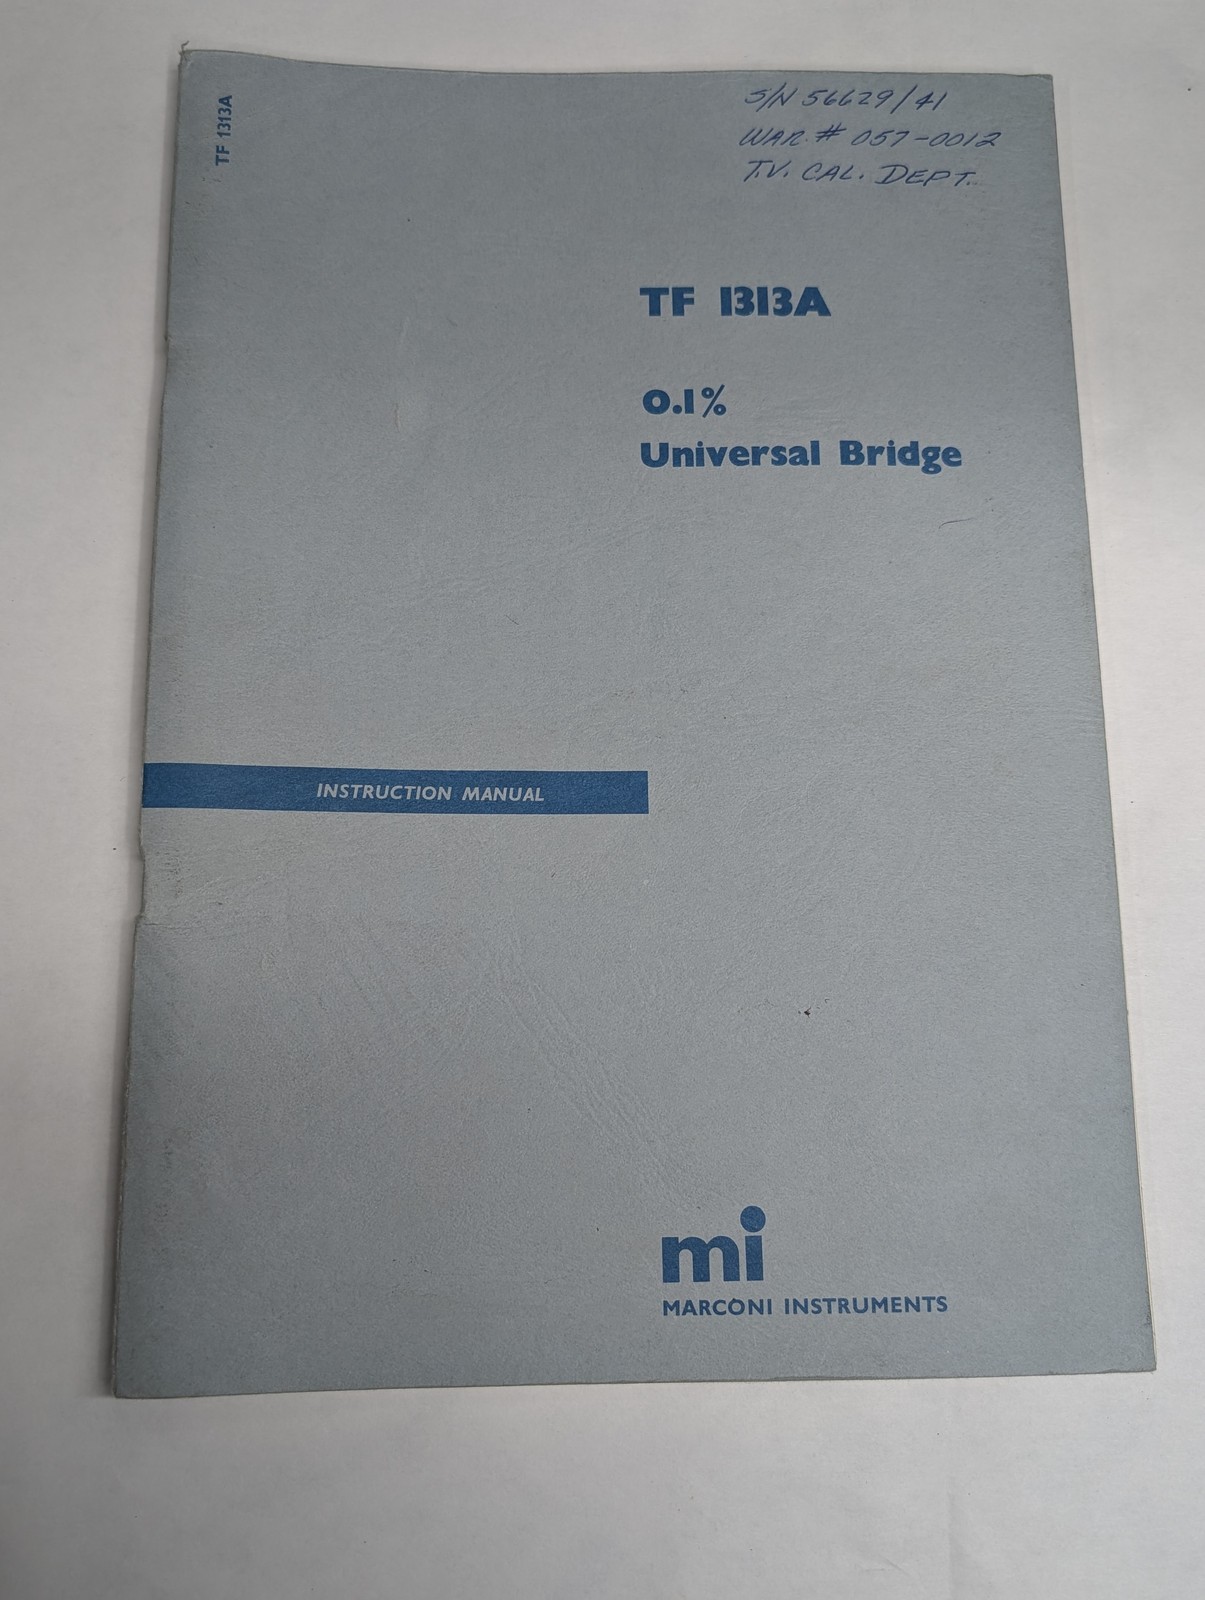 TF 1313A
S/N 56629/41
WAR. # 057-0012
T.V. CAL. DEPT.
TF 1313A
0.1%
Universal Bridge
INSTRUCTION MANUAL
mi
MARCONI INSTRUMENTS